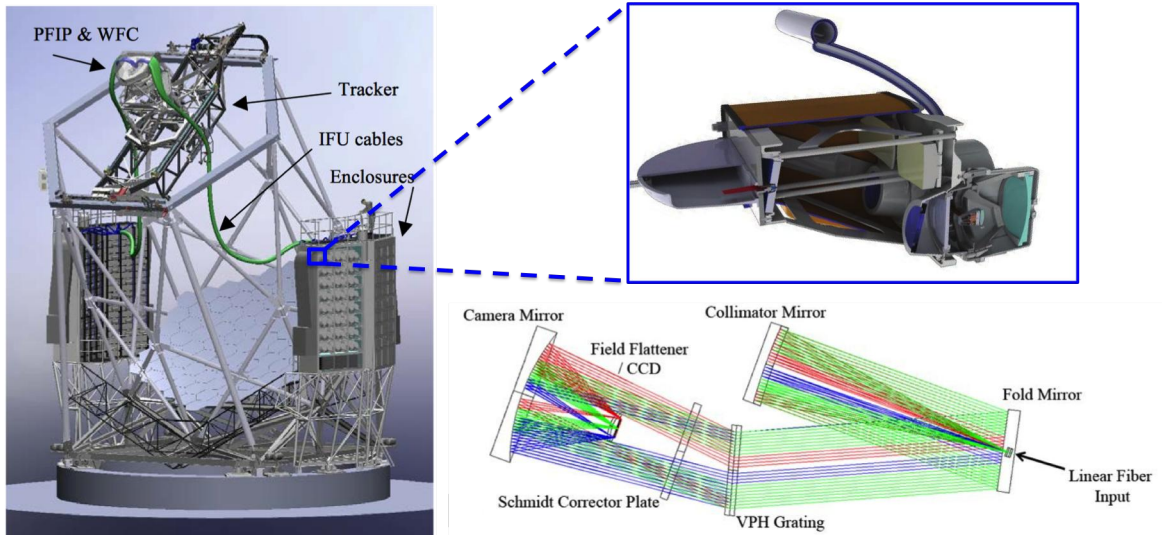 PFIP & WFC
Tracker
IFU cables
Enclosures
Camera Mirror
Field Flattener
/ CCD
Collimator Mirror
Fold Mirror
Linear Fiber
Input
Schmidt Corrector Plate
VPH Grating